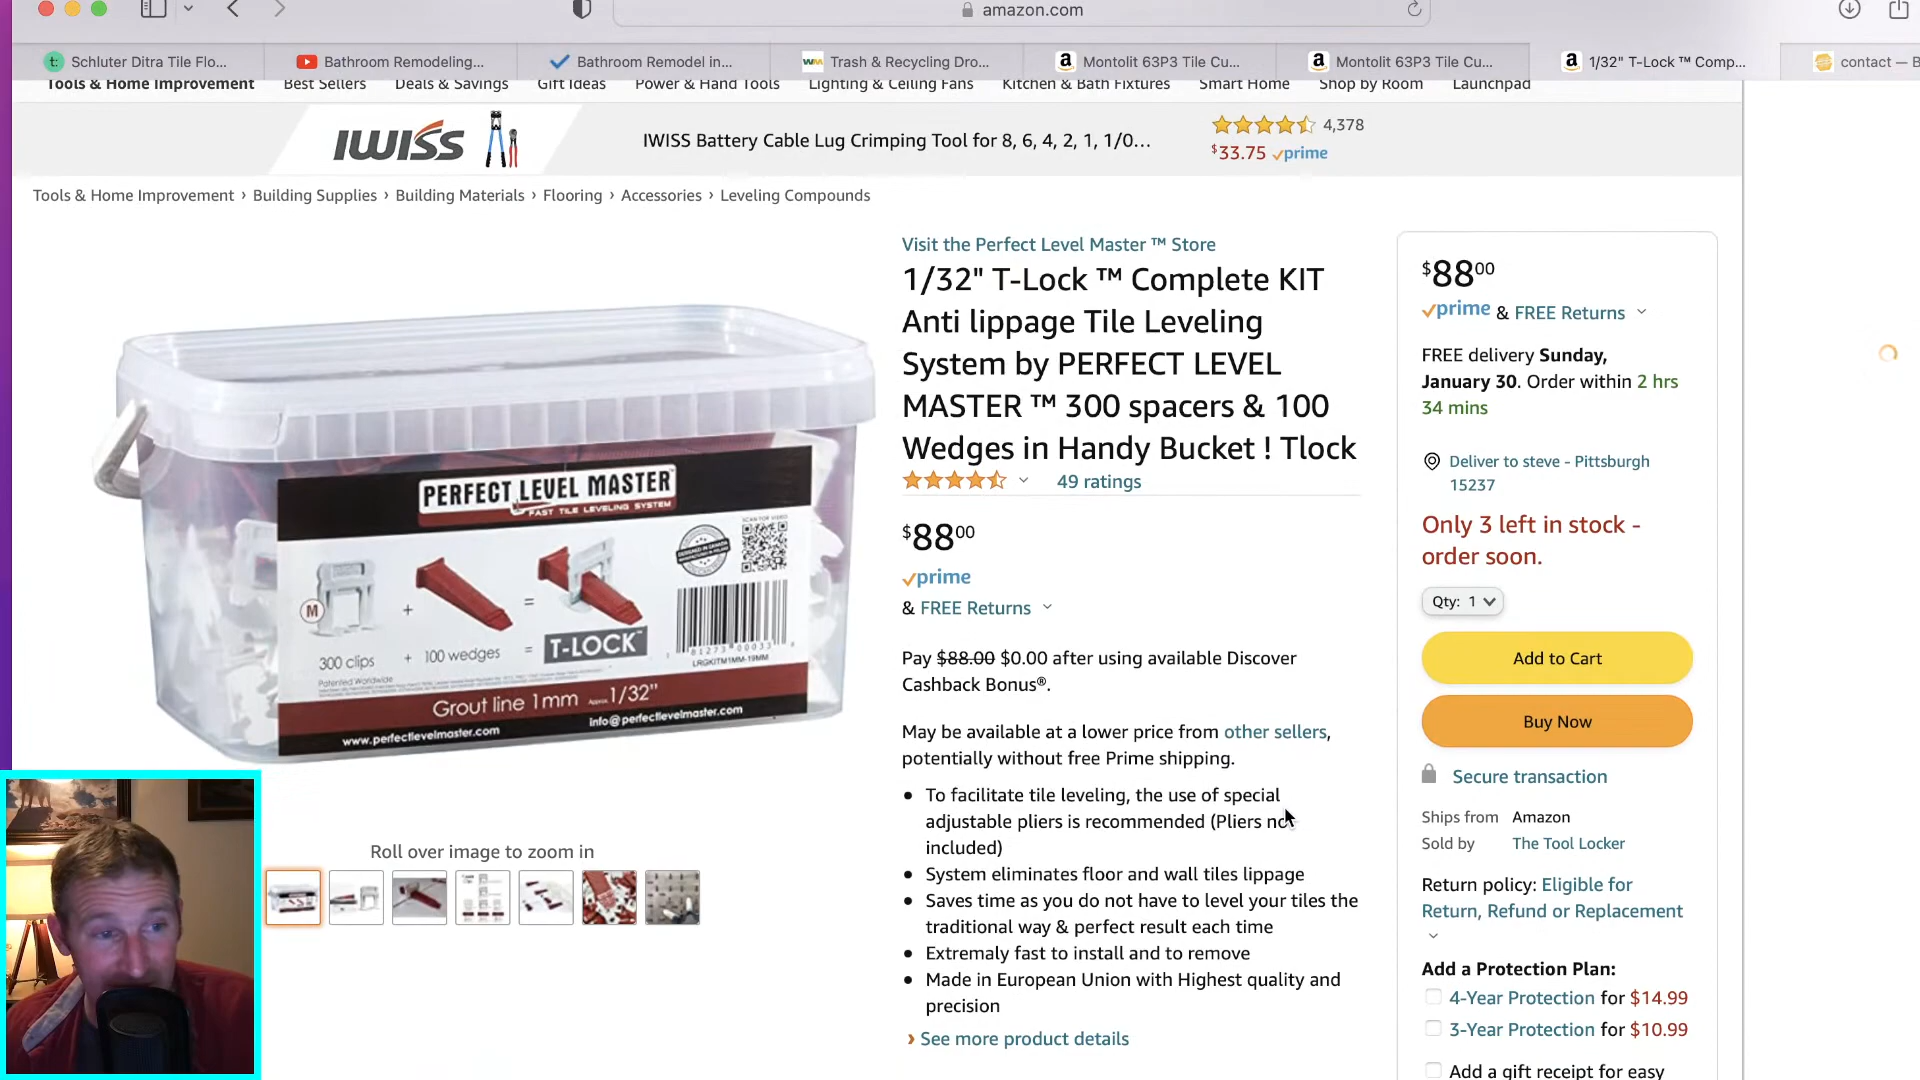 amazon.com
t: Schluter Ditra Tile Flo...
Bathroom Remodeling...
Bathroom Remodel in...
WM Trash & Recycling Dro...
a Montolit 63P3 Tile Cu...
a Montolit 63P3 Tile Cu...
a 1/32" T-Lock ™ Comp...
contact — B
Tools & Home Improvement Best Sellers Deals & Savings Gift Ideas Power & Hand Tools Lighting & Ceiling Fans Kitchen & Bath Fixtures Smart Home Shop by Room Launchpad
IWISS
IWISS Battery Cable Lug Crimping Tool for 8, 6, 4, 2, 1, 1/0...
4,378
$33.75 prime
Tools & Home Improvement › Building Supplies › Building Materials › Flooring › Accessories › Leveling Compounds
PERFECT LEVEL MASTER™
FAST TILE LEVELING SYSTEM
SCAN FOR VIDEO
M
+
=
300 clips + 100 wedges = T-LOCK™
Patented Worldwide
LRGKITM1MM-19MM
Grout line 1mm Approx. 1/32"
www.perfectlevelmaster.com info@perfectlevelmaster.com
Roll over image to zoom in
Visit the Perfect Level Master ™ Store
1/32" T-Lock ™ Complete KIT
Anti lippage Tile Leveling
System by PERFECT LEVEL
MASTER ™ 300 spacers & 100
Wedges in Handy Bucket ! Tlock
49 ratings
$8800
prime
& FREE Returns
Pay $88.00 $0.00 after using available Discover
Cashback Bonus®.
May be available at a lower price from other sellers,
potentially without free Prime shipping.
• To facilitate tile leveling, the use of special
adjustable pliers is recommended (Pliers no
included)
• System eliminates floor and wall tiles lippage
• Saves time as you do not have to level your tiles the
traditional way & perfect result each time
• Extremaly fast to install and to remove
• Made in European Union with Highest quality and
precision
› See more product details
$8800
prime & FREE Returns
FREE delivery Sunday,
January 30. Order within 2 hrs
34 mins
Deliver to steve - Pittsburgh
15237
Only 3 left in stock -
order soon.
Qty: 1
Add to Cart
Buy Now
Secure transaction
Ships from Amazon
Sold by The Tool Locker
Return policy: Eligible for
Return, Refund or Replacement
Add a Protection Plan:
4-Year Protection for $14.99
3-Year Protection for $10.99
Add a gift receipt for easy